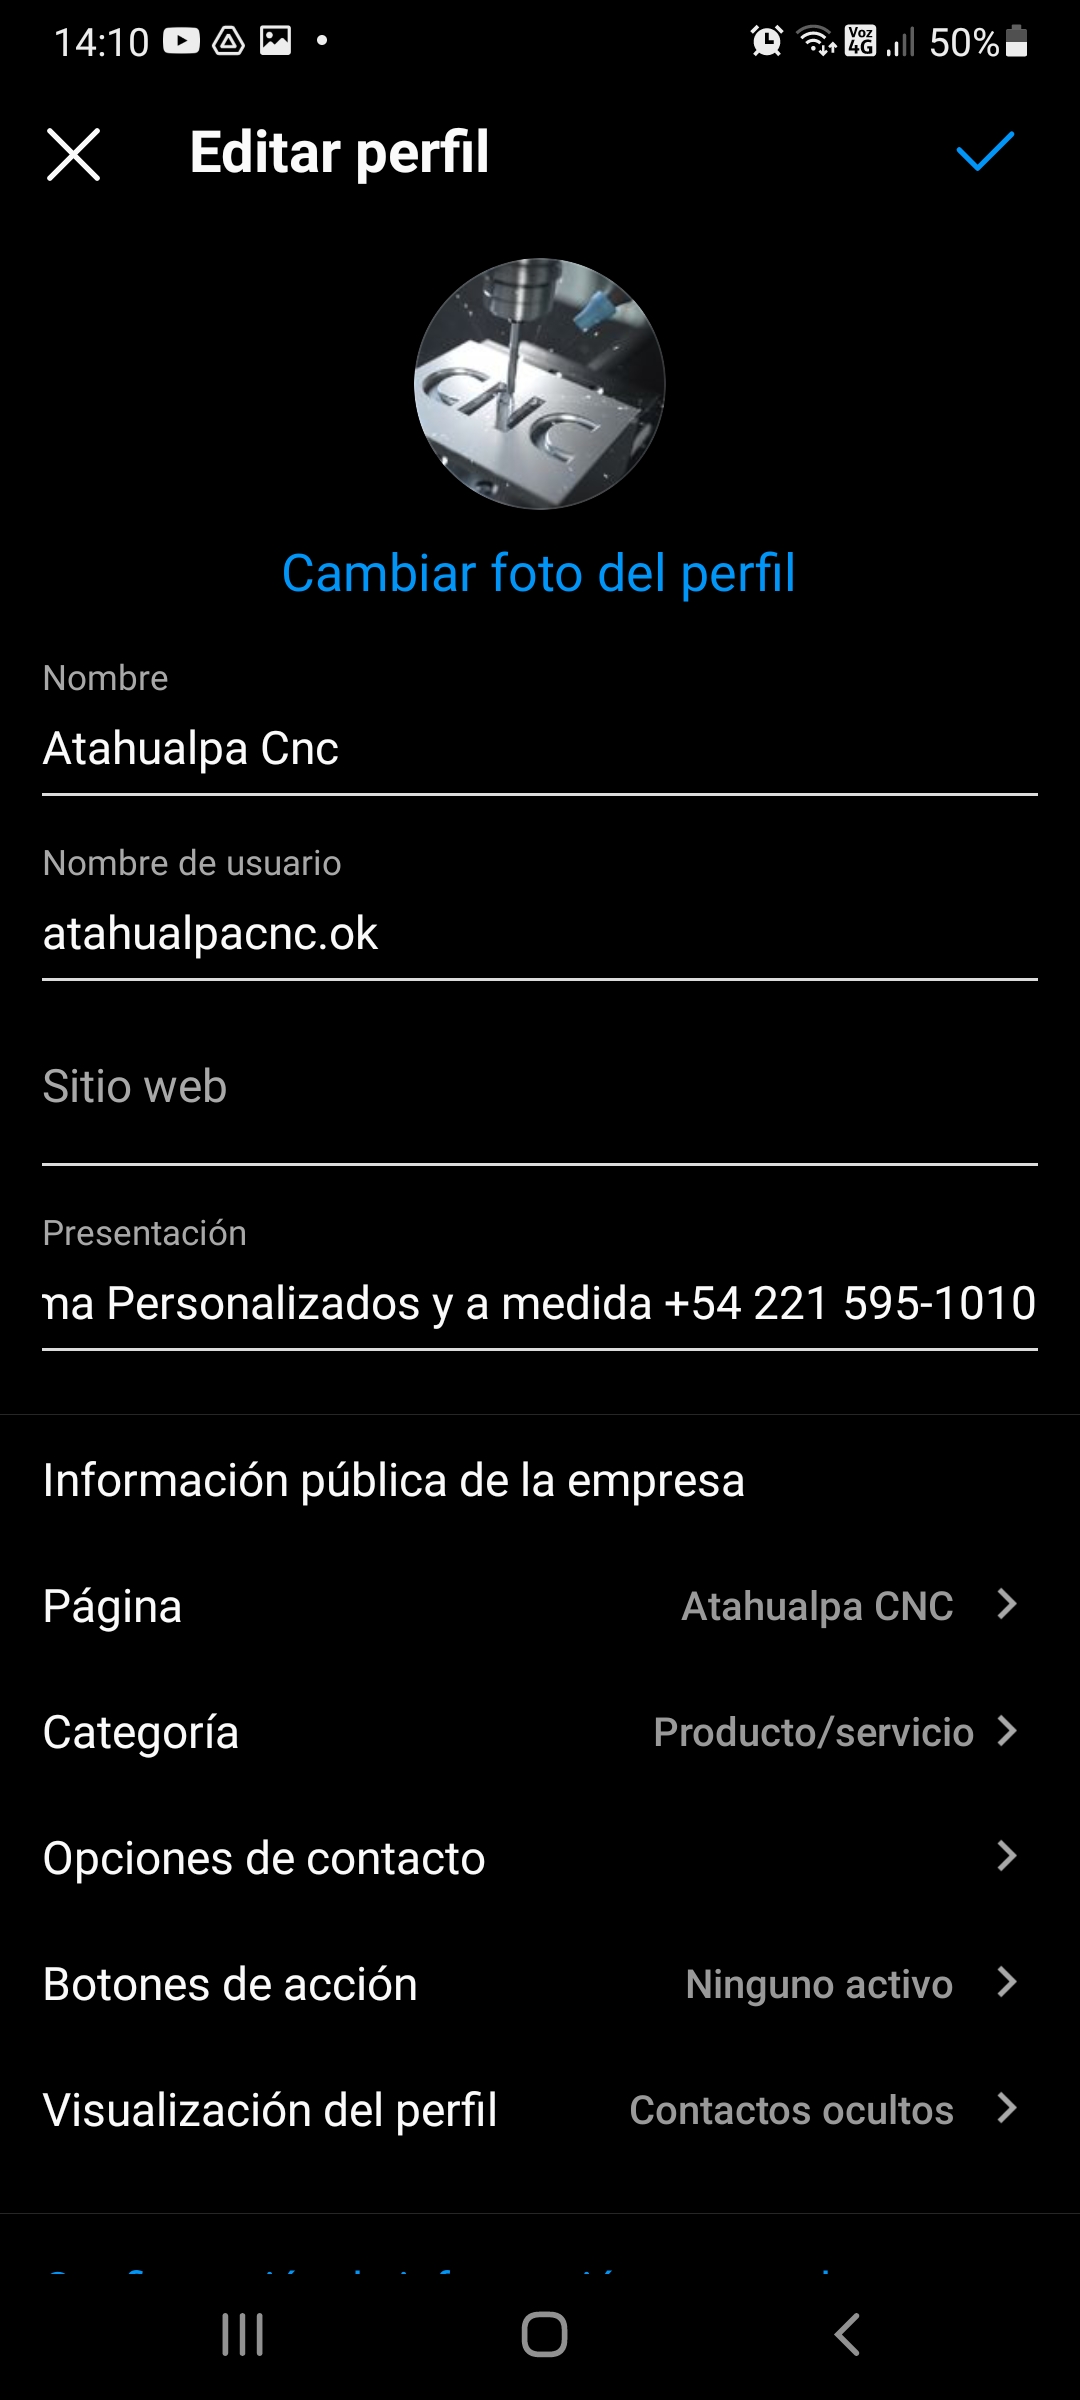 14:10
Voz 4G 50%
Editar perfil
CNC
Cambiar foto del perfil
Nombre
Atahualpa Cnc
Nombre de usuario
atahualpacnc.ok
Sitio web
Presentación
Personalizados y a medida +54 221 595-1010
Información pública de la empresa
Página Atahualpa CNC
Categoría Producto/servicio
Opciones de contacto
Botones de acción Ninguno activo
Visualización del perfil Contactos ocultos